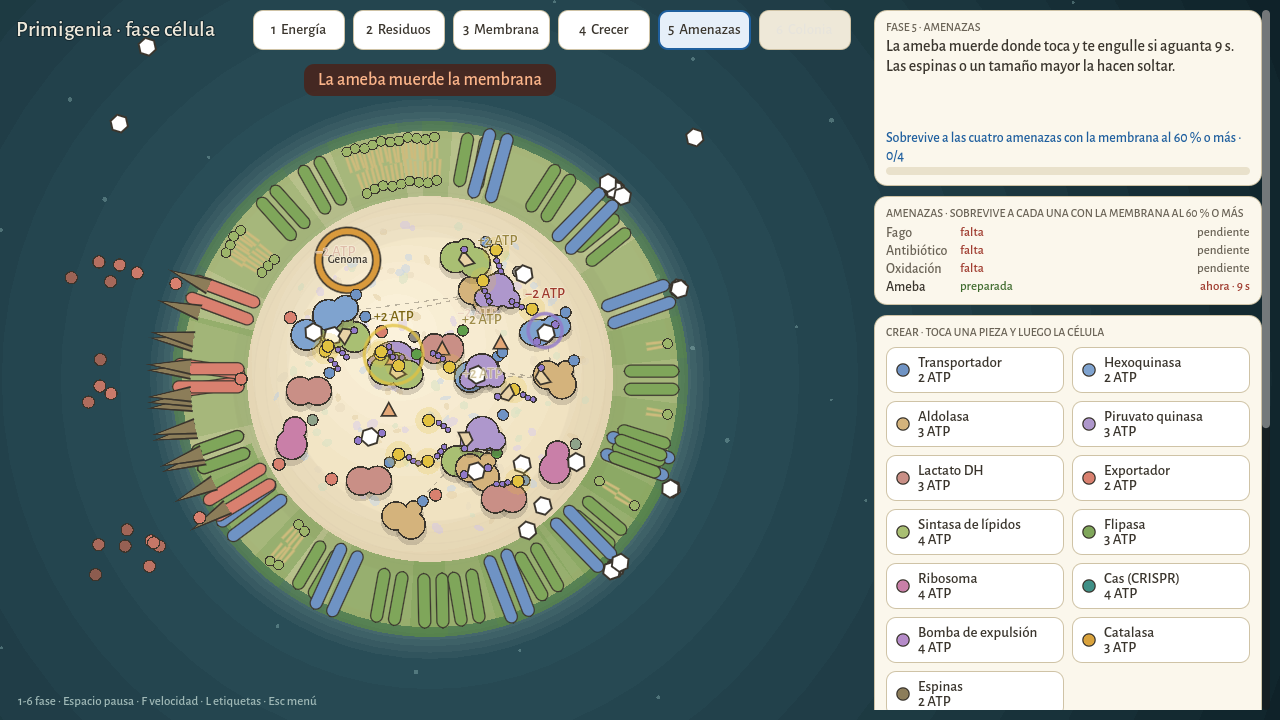 Primigenia · fase célula
1 Energía
2 Residuos
3 Membrana
4 Crecer
5 Amenazas
La ameba muerde la membrana
FASE 5 · AMENAZAS
La ameba muerde donde toca y te engulle si aguanta 9 s.
Las espinas o un tamaño mayor la hacen soltar.
Sobrevive a las cuatro amenazas con la membrana al 60 % o más ·
0/4
AMENAZAS · SOBREVIVE A CADA UNA CON LA MEMBRANA AL 60 % O MÁS
Fago falta pendiente
Antibiótico falta pendiente
Oxidación falta pendiente
Ameba preparada ahora · 9 s
CREAR · TOCA UNA PIEZA Y LUEGO LA CÉLULA
Transportador
2 ATP
Hexoquinasa
2 ATP
Aldolasa
3 ATP
Piruvato quinasa
3 ATP
Lactato DH
3 ATP
Exportador
2 ATP
Sintasa de lípidos
4 ATP
Flipasa
3 ATP
Ribosoma
4 ATP
Cas (CRISPR)
4 ATP
Bomba de expulsión
4 ATP
Catalasa
3 ATP
Espinas
2 ATP
Genoma
+2 ATP
−2 ATP
+2 ATP
+2 ATP
1-6 fase · Espacio pausa · F velocidad · L etiquetas · Esc menú